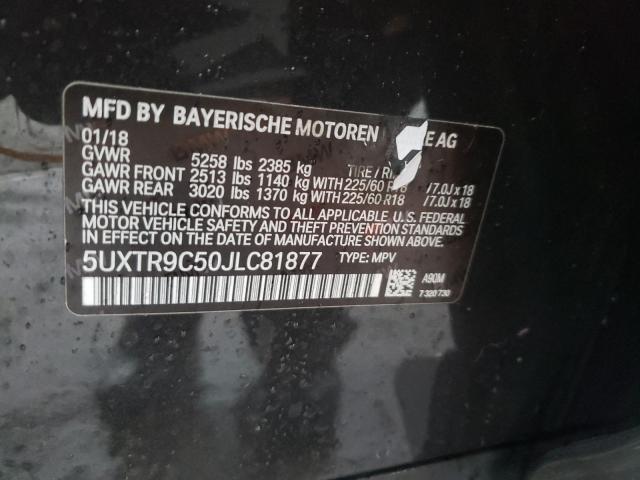 MFD BY BAYERISCHE MOTOREN E AG
01/18
GVWR 5258 lbs 2385 kg TIRE /
GAWR FRONT 2513 lbs 1140 kg WITH 225/60 R18 /7.0J x 18
GAWR REAR 3020 lbs 1370 kg WITH 225/60 R18 /7.0J x 18
THIS VEHICLE CONFORMS TO ALL APPLICABLE U.S. FEDERAL
MOTOR VEHICLE SAFETY AND THEFT PREVENTION STANDARDS
IN EFFECT ON THE DATE OF MANUFACTURE SHOWN ABOVE.
5UXTR9C50JLC81877 TYPE: MPV
A90M
7320730